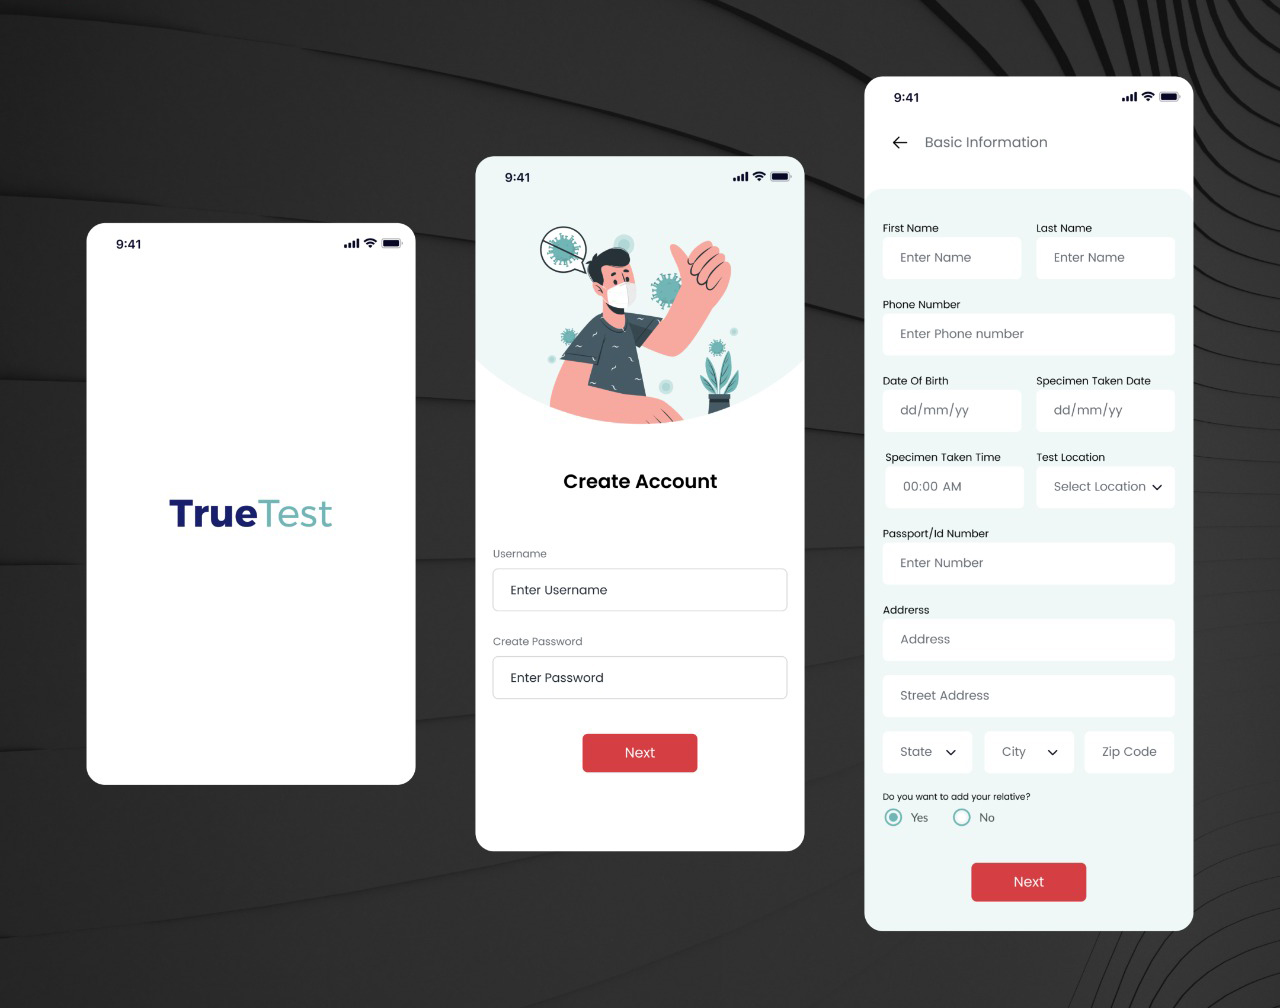 9:41
TrueTest
9:41
Create Account
Username
Enter Username
Create Password
Enter Password
Next
9:41
Basic Information
First Name Last Name
Enter Name Enter Name
Phone Number
Enter Phone number
Date Of Birth Specimen Taken Date
dd/mm/yy dd/mm/yy
Specimen Taken Time Test Location
00:00 AM Select Location
Passport/Id Number
Enter Number
Addrerss
Address
Street Address
State City Zip Code
Do you want to add your relative?
Yes No
Next